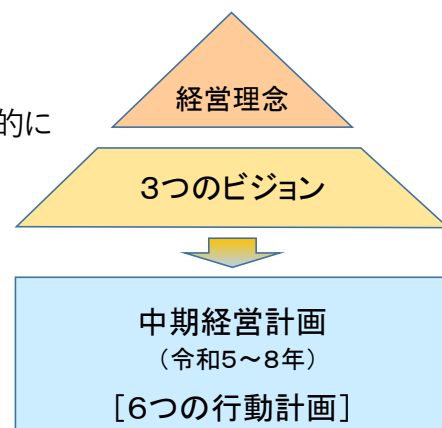 経営理念
的に
3つのビジョン
中期経営計画
(令和5~8年)
[6つの行動計画]